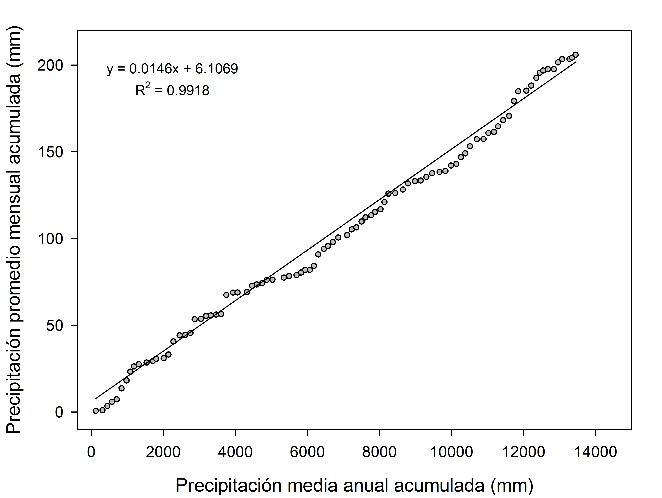 y = 0.0146x + 6.1069
R² = 0.9918
200
150
100
50
0
Precipitación promedio mensual acumulada (mm)
0 2000 4000 6000 8000 10000 12000 14000
Precipitación media anual acumulada (mm)